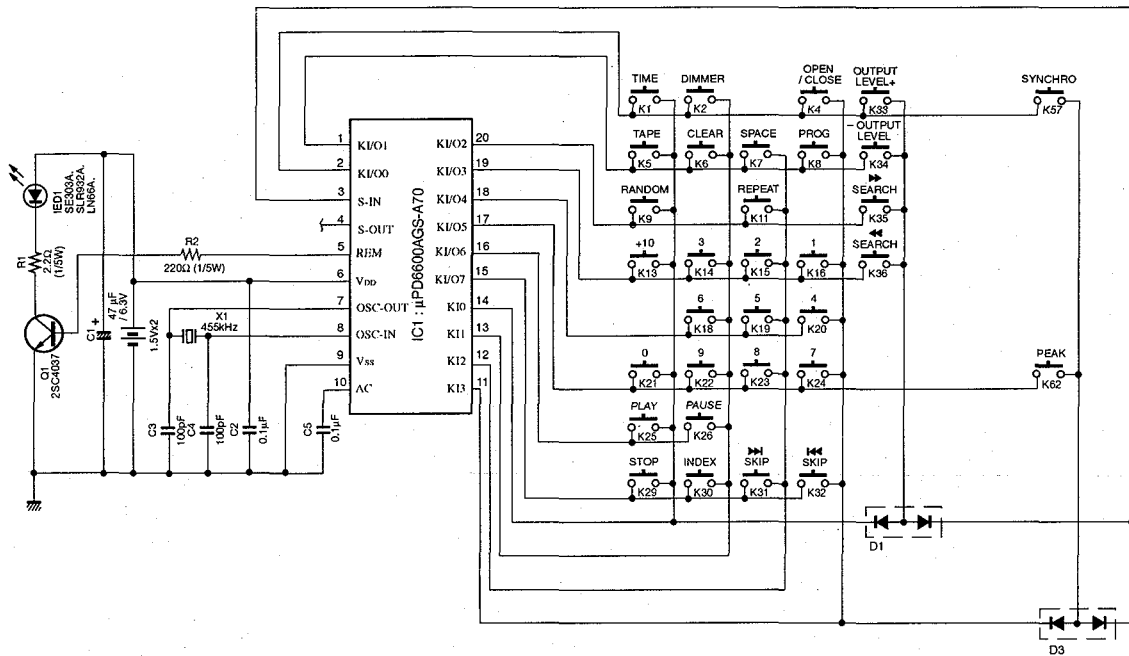 TIME
K1
DIMMER
K2
OPEN
/ CLOSE
K4
OUTPUT
LEVEL+
K33
SYNCHRO
K57
TAPE
K5
CLEAR
K6
SPACE
K7
PROG
K8
– OUTPUT
LEVEL
K34
RANDOM
K9
REPEAT
K11
▶▶
SEARCH
K35
+10
K13
3
K14
2
K15
1
K16
◀◀
SEARCH
K36
6
K18
5
K19
4
K20
0
K21
9
K22
8
K23
7
K24
PEAK
K62
PLAY
K25
PAUSE
K26
STOP
K29
INDEX
K30
▶▶|
SKIP
K31
|◀◀
SKIP
K32
D1
D3
IC1 : µPD6600AGS-A70
1 KI/O1
2 KI/O0
3 S-IN
4 S-OUT
5 REM
6 VDD
7 OSC-OUT
8 OSC-IN
9 Vss
10 AC
KI/O2 20
KI/O3 19
KI/O4 18
KI/O5 17
KI/O6 16
KI/O7 15
KI0 14
KI1 13
KI2 12
KI3 11
IED1
SE303A.
SLR932A.
LN66A.
R1
2.2Ω
(1/5W)
Q1
2SC4037
C1 +
47 µF
/ 6.3V
1.5V×2
R2
220Ω (1/5W)
X1
455kHz
C3
100pF
C4
100pF
C2
0.1µF
C5
0.1µF